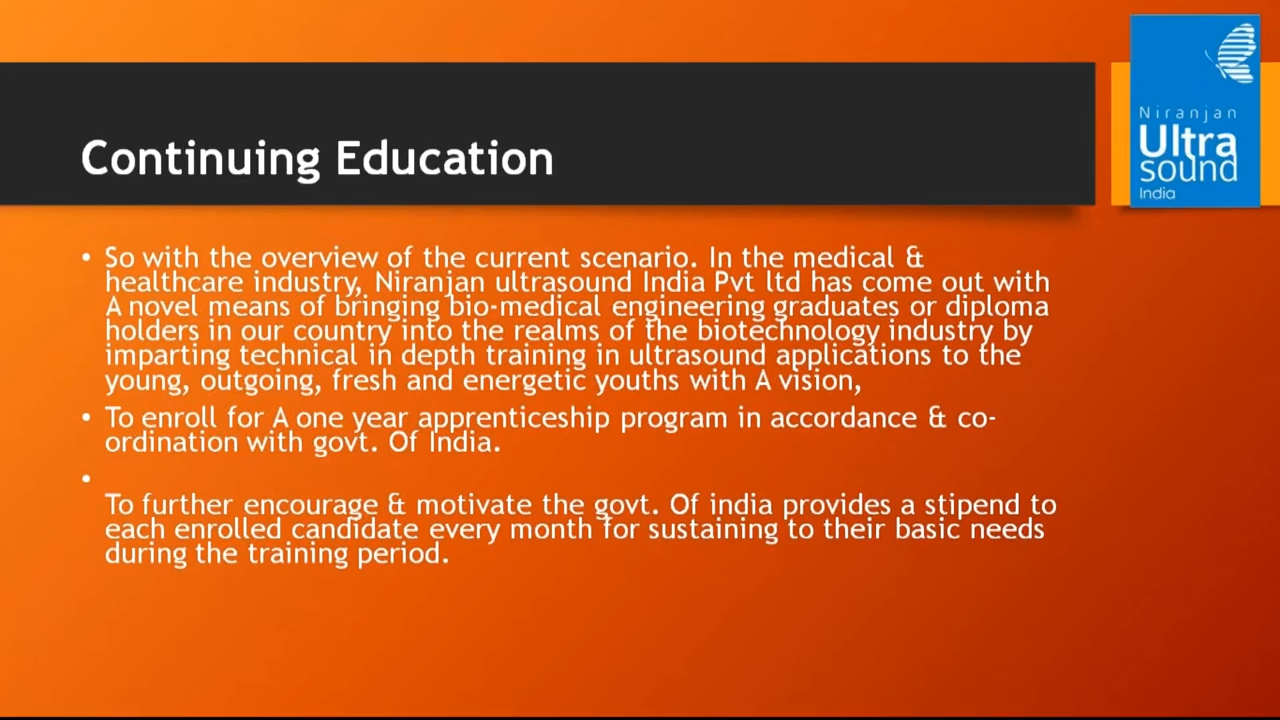 Niranjan
Ultra
sound
India
Continuing Education
• So with the overview of the current scenario. In the medical &
healthcare industry, Niranjan ultrasound India Pvt ltd has come out with
A novel means of bringing bio-medical engineering graduates or diploma
holders in our country into the realms of the biotechnology industry by
imparting technical in depth training in ultrasound applications to the
young, outgoing, fresh and energetic youths with A vision,
• To enroll for A one year apprenticeship program in accordance & co-
ordination with govt. Of India.
•
To further encourage & motivate the govt. Of india provides a stipend to
each enrolled candidate every month for sustaining to their basic needs
during the training period.